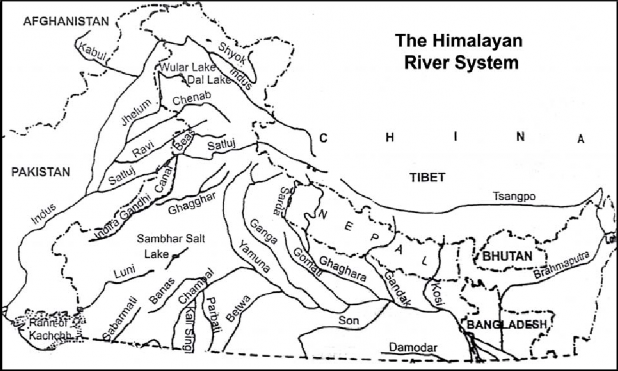 AFGHANISTAN
The Himalayan
River System
Kabul
Shyok
Indus
Wular Lake
Dal Lake
Jhelum
Chenab
C H I N A
Ravi
Beas
Satluj
PAKISTAN
Satluj
TIBET
Indus
Indira Gandhi Canal
Ghagghar
Sarda
Tsangpo
N E P A L
Ganga
Sambhar Salt
Lake
Yamuna
Gomati
Ghaghara
Gandak
Kosi
BHUTAN
Brahmaputra
Luni
Sabarmati
Banas
Chambal
Kali Sing
Parbati
Betwa
Rann of
Kachchh
Son
BANGLADESH
Damodar